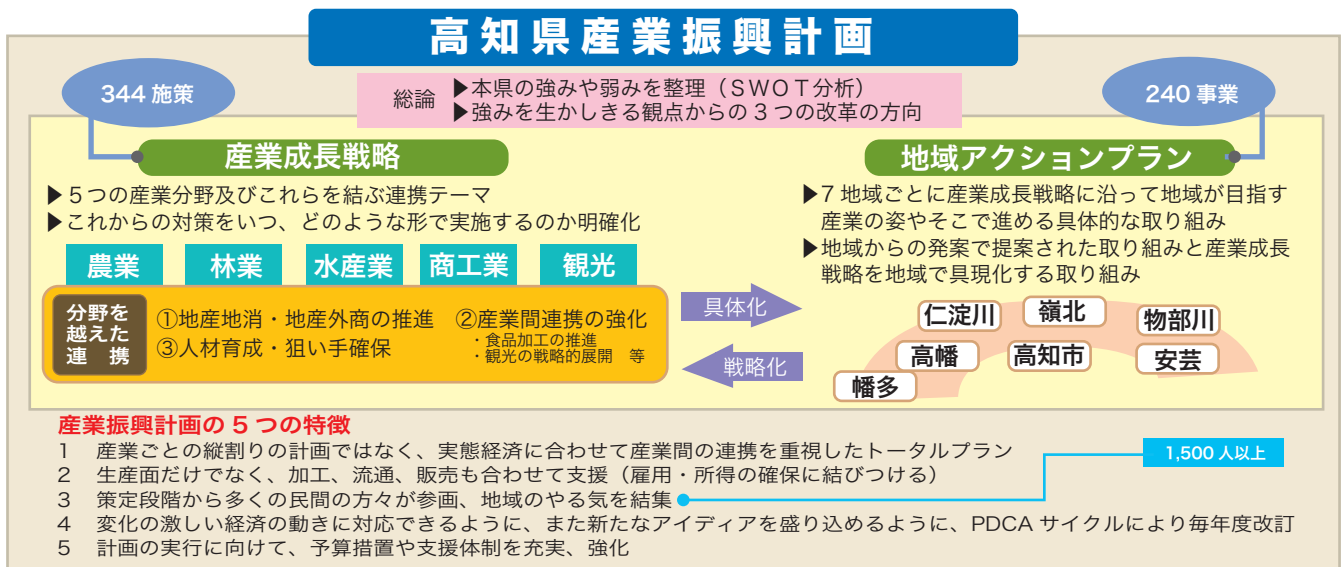 高知県産業振興計画
344 施策
総論
▶本県の強みや弱みを整理（ＳＷＯＴ分析）
▶強みを生かしきる観点からの 3 つの改革の方向
240 事業
産業成長戦略
▶5 つの産業分野及びこれらを結ぶ連携テーマ
▶これからの対策をいつ、どのような形で実施するのか明確化
農業
林業
水産業
商工業
観光
分野を
越えた
連　携
①地産地消・地産外商の推進
②産業間連携の強化
・食品加工の推進
・観光の戦略的展開　等
③人材育成・狙い手確保
具体化
戦略化
地域アクションプラン
▶7 地域ごとに産業成長戦略に沿って地域が目指す
産業の姿やそこで進める具体的な取り組み
▶地域からの発案で提案された取り組みと産業成長
戦略を地域で具現化する取り組み
仁淀川
嶺北
物部川
高幡
高知市
安芸
幡多
産業振興計画の 5 つの特徴
1　産業ごとの縦割りの計画ではなく、実態経済に合わせて産業間の連携を重視したトータルプラン
2　生産面だけでなく、加工、流通、販売も合わせて支援（雇用・所得の確保に結びつける）
3　策定段階から多くの民間の方々が参画、地域のやる気を結集
1,500 人以上
4　変化の激しい経済の動きに対応できるように、また新たなアイディアを盛り込めるように、PDCA サイクルにより毎年度改訂
5　計画の実行に向けて、予算措置や支援体制を充実、強化